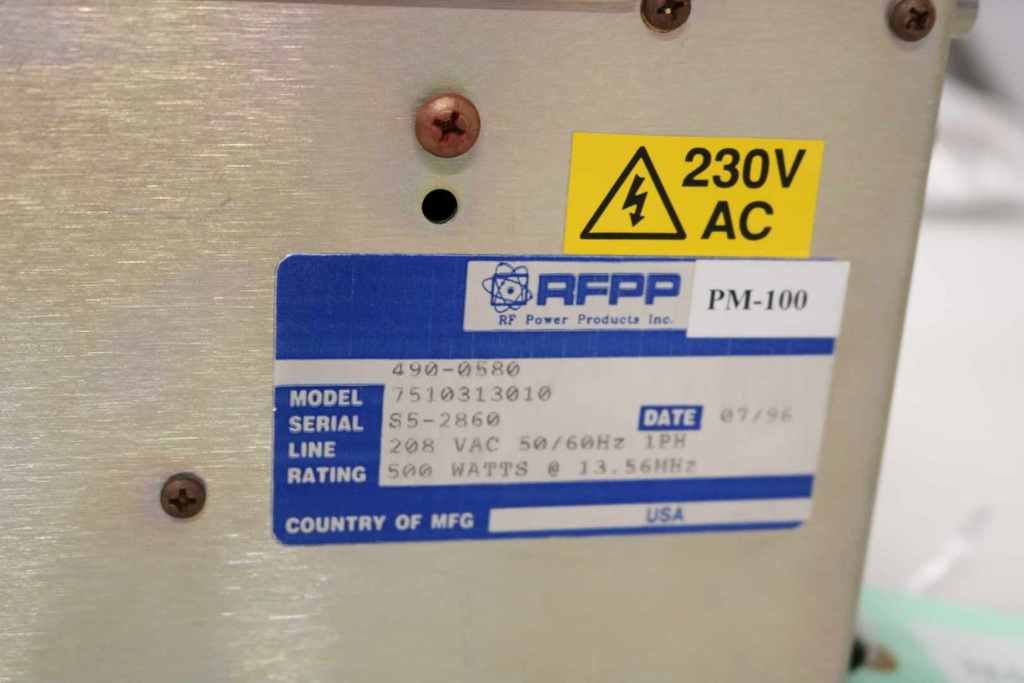 230V
AC
RFPP
RF Power Products Inc.
PM-100
490-0580
MODEL 7510313010
SERIAL S5-2860 DATE 07/96
LINE 208 VAC 50/60Hz 1PH
RATING 500 WATTS @ 13.56MHz
COUNTRY OF MFG USA